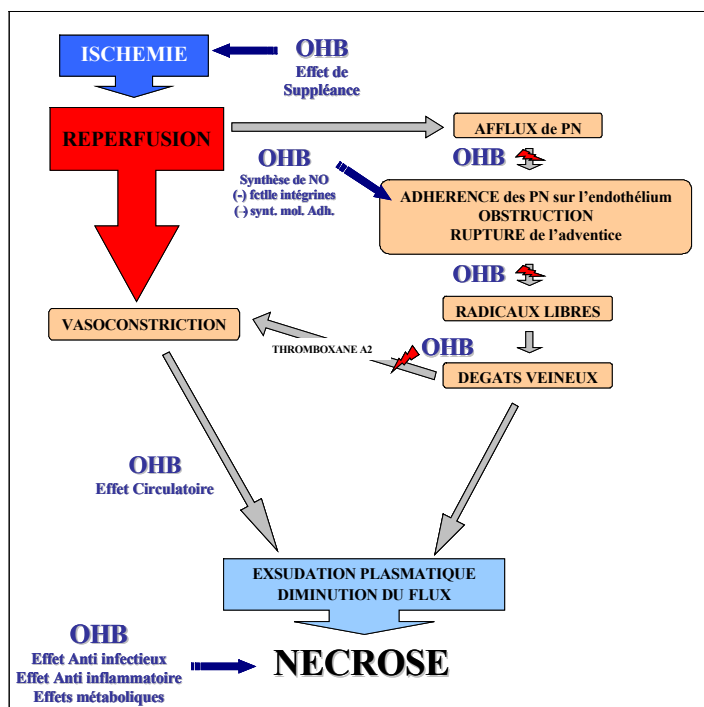 ISCHEMIE
OHB
Effet de
Suppléance
REPERFUSION
AFFLUX de PN
OHB
OHB
Synthèse de NO
(-) fctlle intégrines
(-) synt. mol. Adh.
ADHERENCE des PN sur l'endothélium
OBSTRUCTION
RUPTURE de l'adventice
OHB
RADICAUX LIBRES
VASOCONSTRICTION
THROMBOXANE A2
OHB
DEGATS VEINEUX
OHB
Effet Circulatoire
EXSUDATION PLASMATIQUE
DIMINUTION DU FLUX
OHB
Effet Anti infectieux
Effet Anti inflammatoire
Effets métaboliques
NECROSE